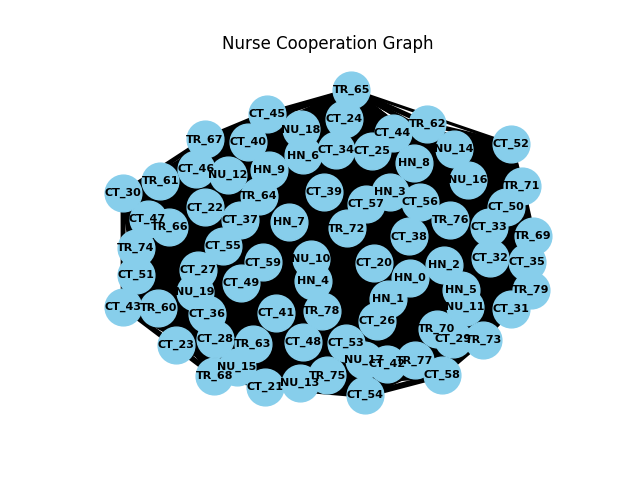 Nurse Cooperation Graph
TR_65
CT_45
CT_24
TR_62
NU_18
CT_44
TR_67
CT_40
CT_52
CT_34
CT_25
NU_14
HN_6
HN_8
CT_46
HN_9
NU_12
TR_61
NU_16
TR_71
CT_30
TR_64
CT_39
HN_3
CT_57
CT_56
CT_22
CT_50
CT_47
CT_37
HN_7
TR_76
TR_66
TR_72
CT_33
CT_38
TR_69
TR_74
CT_55
CT_59
NU_10
CT_20
HN_2
CT_32
CT_35
CT_51
CT_27
HN_4
HN_0
CT_49
NU_19
HN_5
TR_79
HN_1
CT_43
TR_60
NU_11
CT_31
CT_36
CT_41
TR_78
CT_26
TR_70
CT_28
CT_29
TR_73
CT_23
TR_63
CT_48
CT_53
NU_17
CT_42
TR_77
NU_15
TR_68
TR_75
CT_58
CT_21
NU_13
CT_54